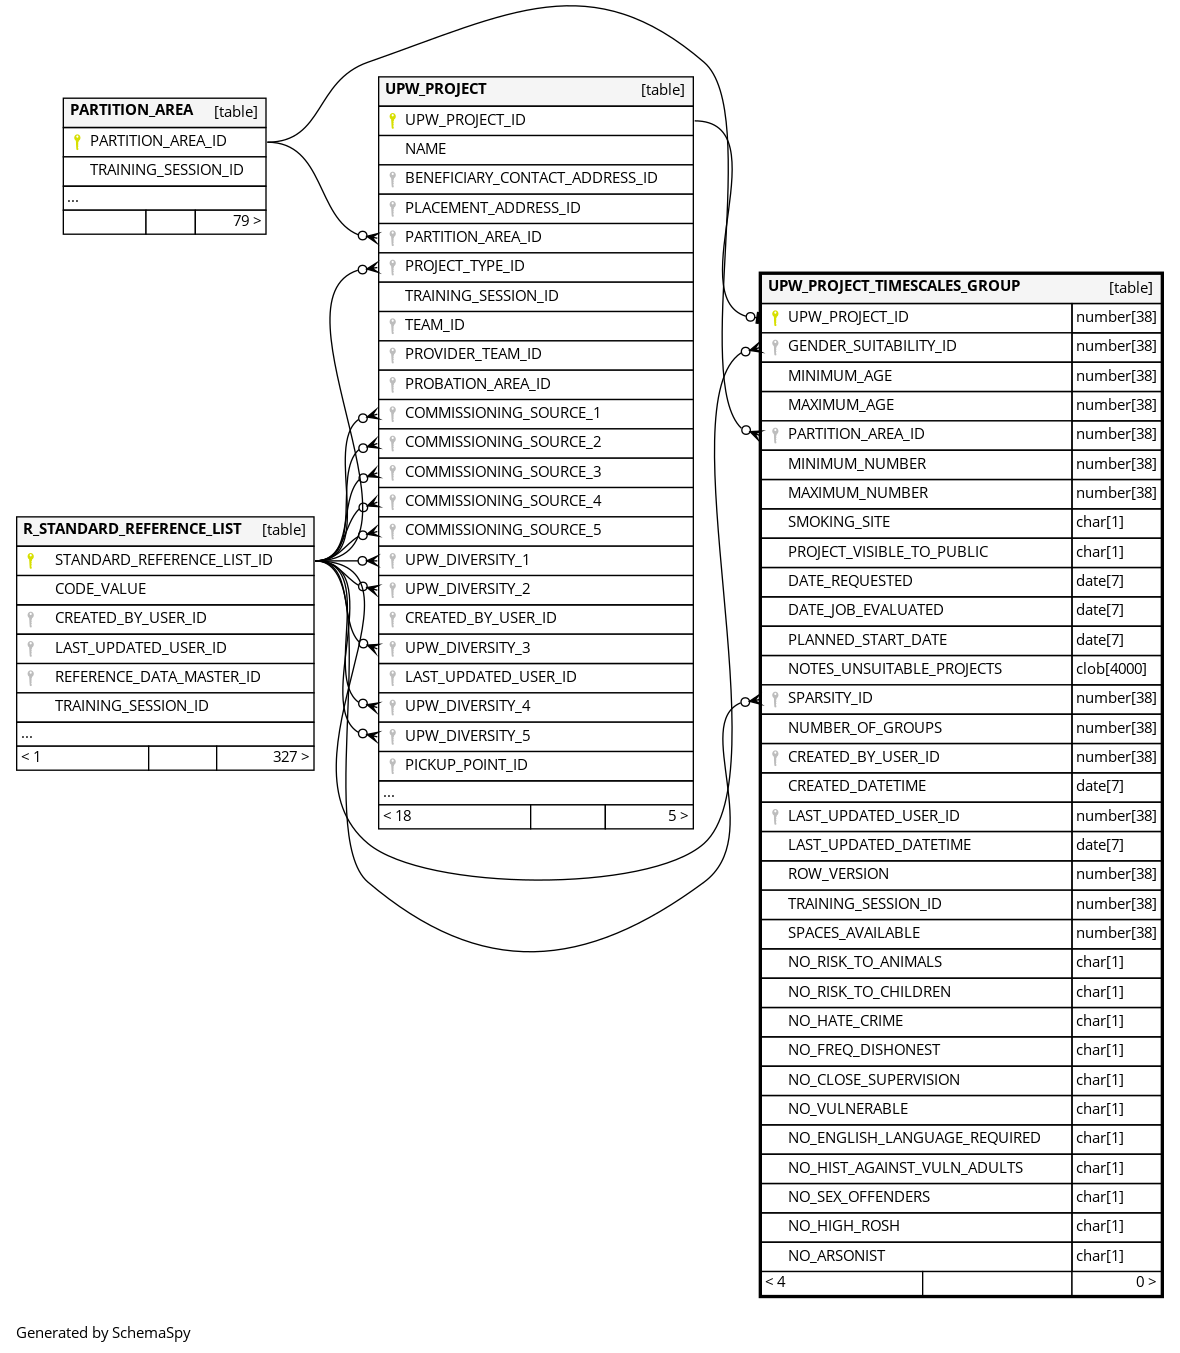 PARTITION_AREA [table]
PARTITION_AREA_ID
TRAINING_SESSION_ID
...
79 >
UPW_PROJECT [table]
UPW_PROJECT_ID
NAME
BENEFICIARY_CONTACT_ADDRESS_ID
PLACEMENT_ADDRESS_ID
PARTITION_AREA_ID
PROJECT_TYPE_ID
TRAINING_SESSION_ID
TEAM_ID
PROVIDER_TEAM_ID
PROBATION_AREA_ID
COMMISSIONING_SOURCE_1
COMMISSIONING_SOURCE_2
COMMISSIONING_SOURCE_3
COMMISSIONING_SOURCE_4
COMMISSIONING_SOURCE_5
UPW_DIVERSITY_1
UPW_DIVERSITY_2
CREATED_BY_USER_ID
UPW_DIVERSITY_3
LAST_UPDATED_USER_ID
UPW_DIVERSITY_4
UPW_DIVERSITY_5
PICKUP_POINT_ID
...
< 18 5 >
R_STANDARD_REFERENCE_LIST [table]
STANDARD_REFERENCE_LIST_ID
CODE_VALUE
CREATED_BY_USER_ID
LAST_UPDATED_USER_ID
REFERENCE_DATA_MASTER_ID
TRAINING_SESSION_ID
...
< 1 327 >
UPW_PROJECT_TIMESCALES_GROUP [table]
UPW_PROJECT_ID number[38]
GENDER_SUITABILITY_ID number[38]
MINIMUM_AGE number[38]
MAXIMUM_AGE number[38]
PARTITION_AREA_ID number[38]
MINIMUM_NUMBER number[38]
MAXIMUM_NUMBER number[38]
SMOKING_SITE char[1]
PROJECT_VISIBLE_TO_PUBLIC char[1]
DATE_REQUESTED date[7]
DATE_JOB_EVALUATED date[7]
PLANNED_START_DATE date[7]
NOTES_UNSUITABLE_PROJECTS clob[4000]
SPARSITY_ID number[38]
NUMBER_OF_GROUPS number[38]
CREATED_BY_USER_ID number[38]
CREATED_DATETIME date[7]
LAST_UPDATED_USER_ID number[38]
LAST_UPDATED_DATETIME date[7]
ROW_VERSION number[38]
TRAINING_SESSION_ID number[38]
SPACES_AVAILABLE number[38]
NO_RISK_TO_ANIMALS char[1]
NO_RISK_TO_CHILDREN char[1]
NO_HATE_CRIME char[1]
NO_FREQ_DISHONEST char[1]
NO_CLOSE_SUPERVISION char[1]
NO_VULNERABLE char[1]
NO_ENGLISH_LANGUAGE_REQUIRED char[1]
NO_HIST_AGAINST_VULN_ADULTS char[1]
NO_SEX_OFFENDERS char[1]
NO_HIGH_ROSH char[1]
NO_ARSONIST char[1]
< 4 0 >
Generated by SchemaSpy